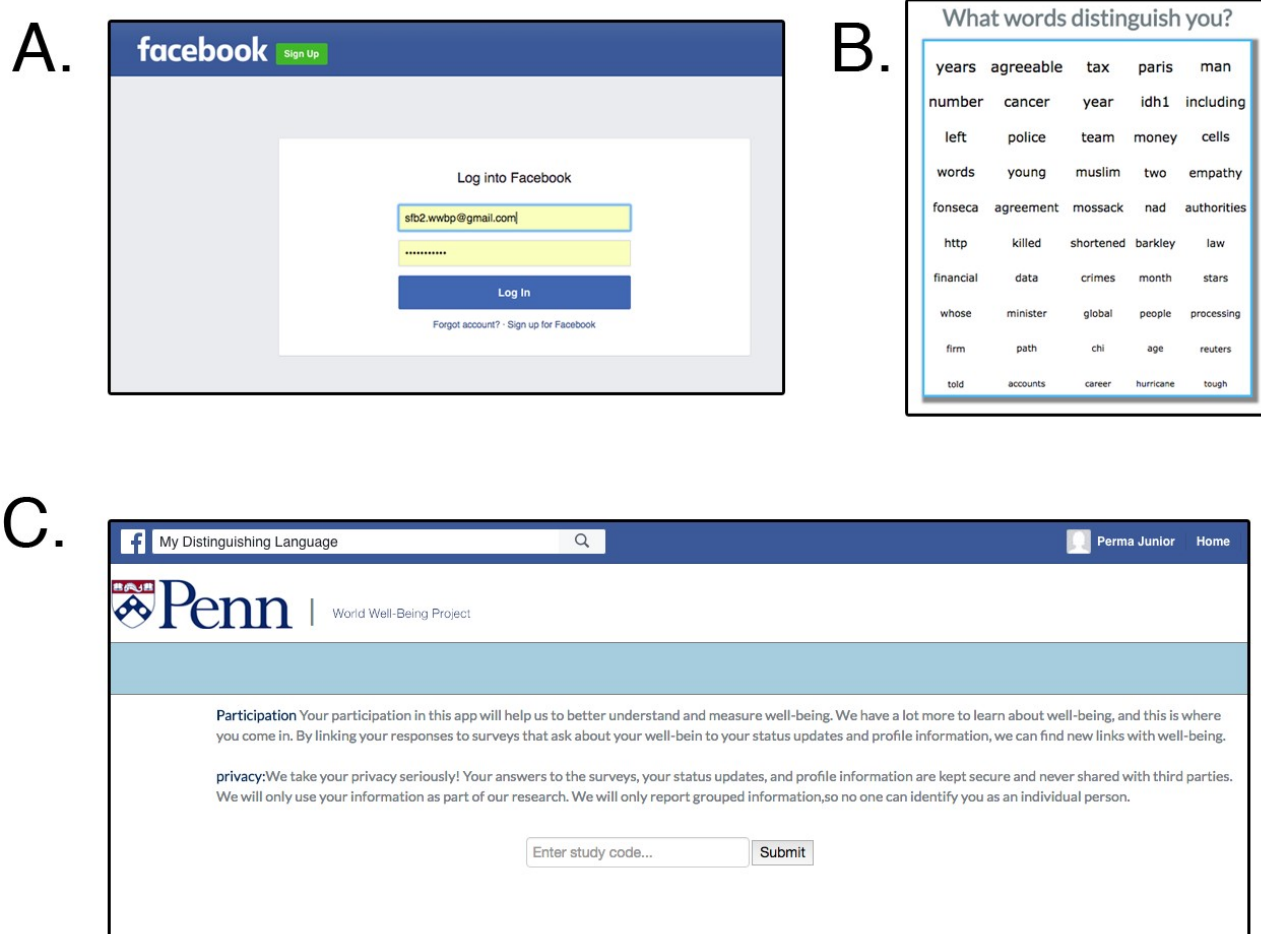 A.
facebook Sign Up
Log into Facebook
sfb2.wwbp@gmail.com
•••••••••••
Log In
Forgot account? · Sign up for Facebook
B.
What words distinguish you?
years agreeable tax paris man
number cancer year idh1 including
left police team money cells
words young muslim two empathy
fonseca agreement mossack nad authorities
http killed shortened barkley law
financial data crimes month stars
whose minister global people processing
firm path chi age reuters
told accounts career hurricane tough
C.
f My Distinguishing Language Perma Junior Home
Penn | World Well-Being Project
Participation Your participation in this app will help us to better understand and measure well-being. We have a lot more to learn about well-being, and this is where
you come in. By linking your responses to surveys that ask about your well-bein to your status updates and profile information, we can find new links with well-being.
privacy:We take your privacy seriously! Your answers to the surveys, your status updates, and profile information are kept secure and never shared with third parties.
We will only use your information as part of our research. We will only report grouped information,so no one can identify you as an individual person.
Enter study code... Submit